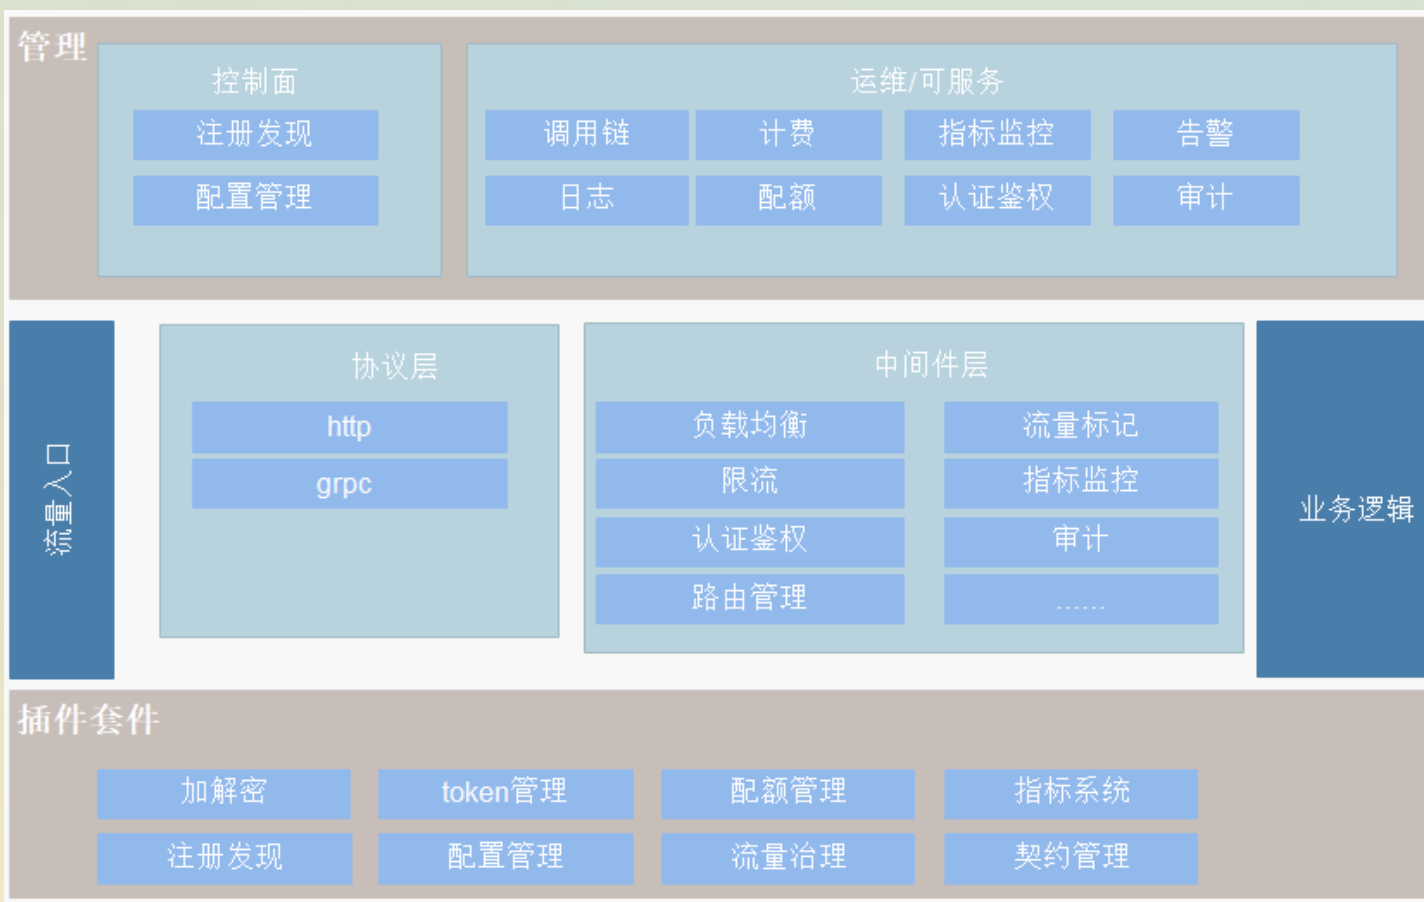 管理
控制面
注册发现
配置管理
运维/可服务
调用链
计费
指标监控
告警
日志
配额
认证鉴权
审计
流量入口
协议层
http
grpc
中间件层
负载均衡
流量标记
限流
指标监控
认证鉴权
审计
路由管理
……
业务逻辑
插件套件
加解密
token管理
配额管理
指标系统
注册发现
配置管理
流量治理
契约管理